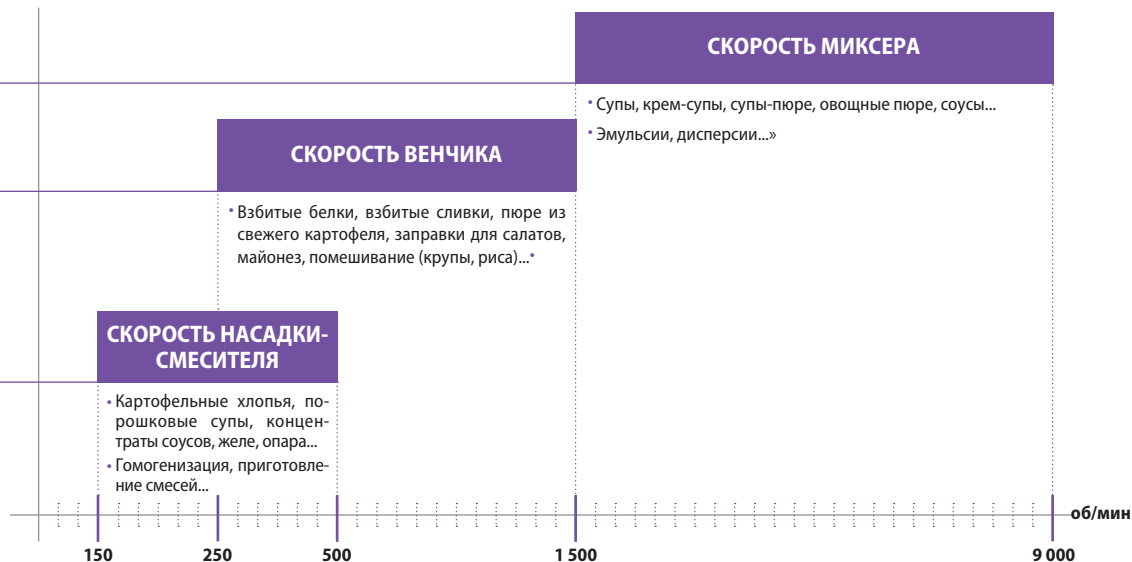 СКОРОСТЬ МИКСЕРА
• Супы, крем-супы, супы-пюре, овощные пюре, соусы...
• Эмульсии, дисперсии...»
СКОРОСТЬ ВЕНЧИКА
• Взбитые белки, взбитые сливки, пюре из
свежего картофеля, заправки для салатов,
майонез, помешивание (крупы, риса)...•
СКОРОСТЬ НАСАДКИ-
СМЕСИТЕЛЯ
• Картофельные хлопья, по-
рошковые супы, концен-
траты соусов, желе, опара...
• Гомогенизация, приготовле-
ние смесей...
150 250 500 1 500 9 000 об/мин